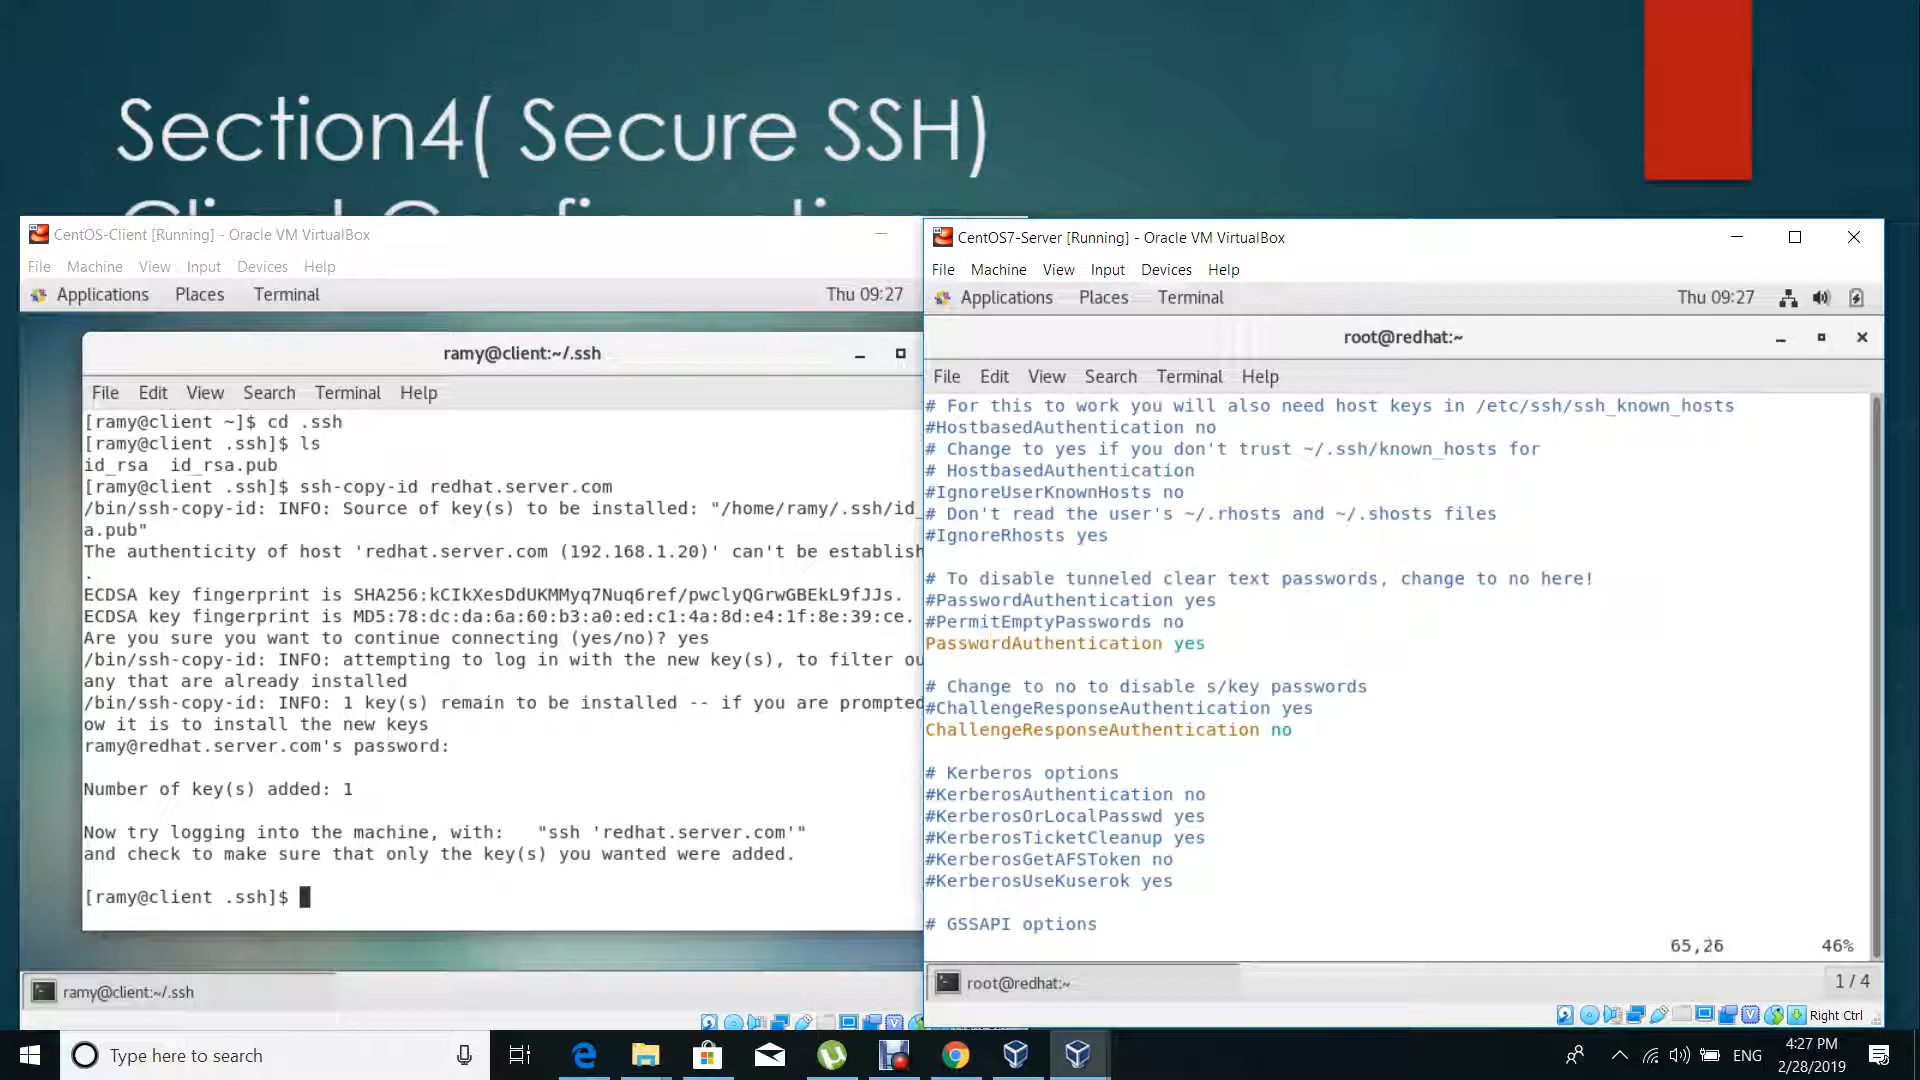 Section4( Secure SSH)
CentOS-Client [Running] - Oracle VM VirtualBox
File Machine View Input Devices Help
Applications Places Terminal Thu 09:27
ramy@client:~/.ssh
File Edit View Search Terminal Help
[ramy@client ~]$ cd .ssh
[ramy@client .ssh]$ ls
id_rsa  id_rsa.pub
[ramy@client .ssh]$ ssh-copy-id redhat.server.com
/bin/ssh-copy-id: INFO: Source of key(s) to be installed: "/home/ramy/.ssh/id_
a.pub"
The authenticity of host 'redhat.server.com (192.168.1.20)' can't be establish
.
ECDSA key fingerprint is SHA256:kCIkXesDdUKMMyq7Nuq6ref/pwclyQGrwGBEkL9fJJs.
ECDSA key fingerprint is MD5:78:dc:da:6a:60:b3:a0:ed:c1:4a:8d:e4:1f:8e:39:ce.
Are you sure you want to continue connecting (yes/no)? yes
/bin/ssh-copy-id: INFO: attempting to log in with the new key(s), to filter ou
any that are already installed
/bin/ssh-copy-id: INFO: 1 key(s) remain to be installed -- if you are prompted
ow it is to install the new keys
ramy@redhat.server.com's password:
Number of key(s) added: 1
Now try logging into the machine, with:   "ssh 'redhat.server.com'"
and check to make sure that only the key(s) you wanted were added.
[ramy@client .ssh]$
ramy@client:~/.ssh
CentOS7-Server [Running] - Oracle VM VirtualBox
File Machine View Input Devices Help
Applications Places Terminal Thu 09:27
root@redhat:~
File Edit View Search Terminal Help
# For this to work you will also need host keys in /etc/ssh/ssh_known_hosts
#HostbasedAuthentication no
# Change to yes if you don't trust ~/.ssh/known_hosts for
# HostbasedAuthentication
#IgnoreUserKnownHosts no
# Don't read the user's ~/.rhosts and ~/.shosts files
#IgnoreRhosts yes
# To disable tunneled clear text passwords, change to no here!
#PasswordAuthentication yes
#PermitEmptyPasswords no
PasswordAuthentication yes
# Change to no to disable s/key passwords
#ChallengeResponseAuthentication yes
ChallengeResponseAuthentication no
# Kerberos options
#KerberosAuthentication no
#KerberosOrLocalPasswd yes
#KerberosTicketCleanup yes
#KerberosGetAFSToken no
#KerberosUseKuserok yes
# GSSAPI options
65,26 46%
root@redhat:~ 1 / 4
Right Ctrl
Type here to search
ENG
4:27 PM
2/28/2019